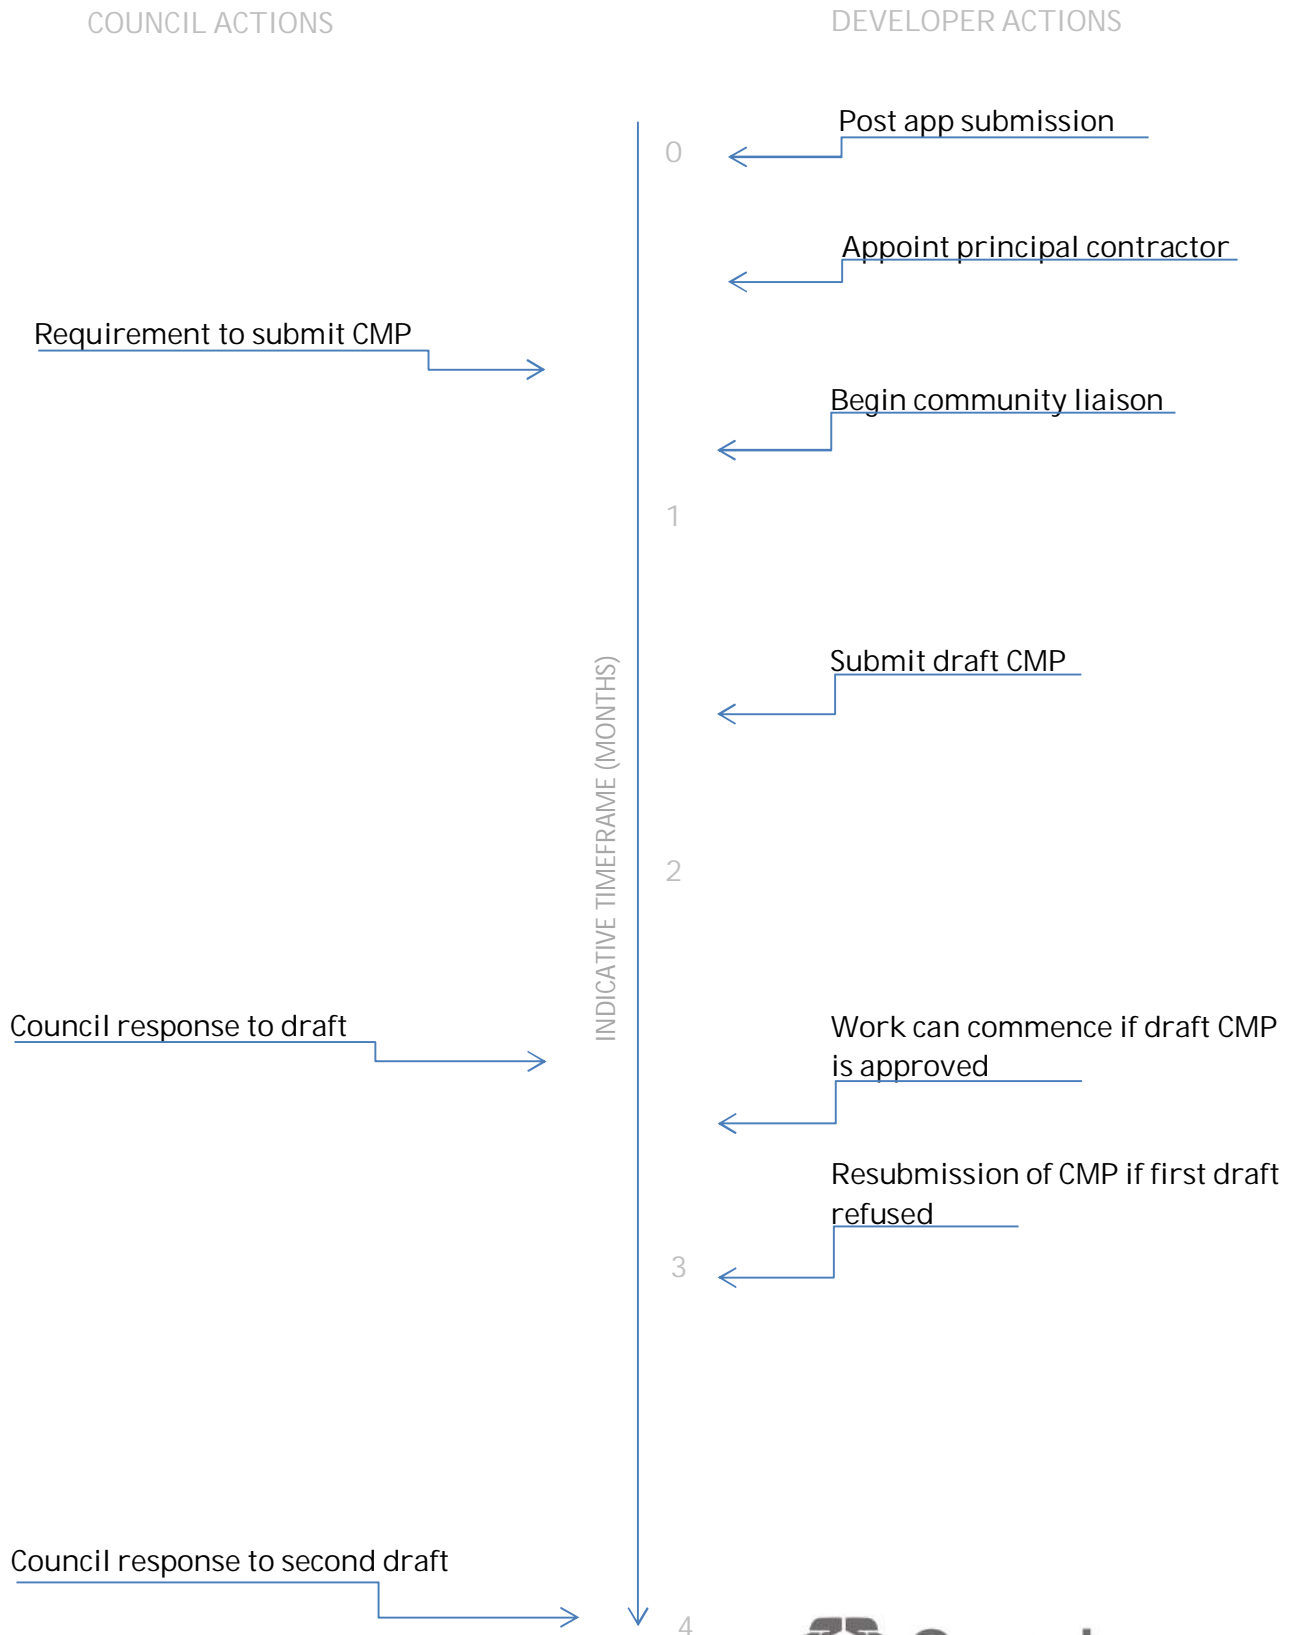 COUNCIL ACTIONS
DEVELOPER ACTIONS
Post app submission
0
Appoint principal contractor
Requirement to submit CMP
Begin community liaison
1
Submit draft CMP
INDICATIVE TIMEFRAME (MONTHS)
2
Council response to draft
Work can commence if draft CMP
is approved
Resubmission of CMP if first draft
refused
3
Council response to second draft
4